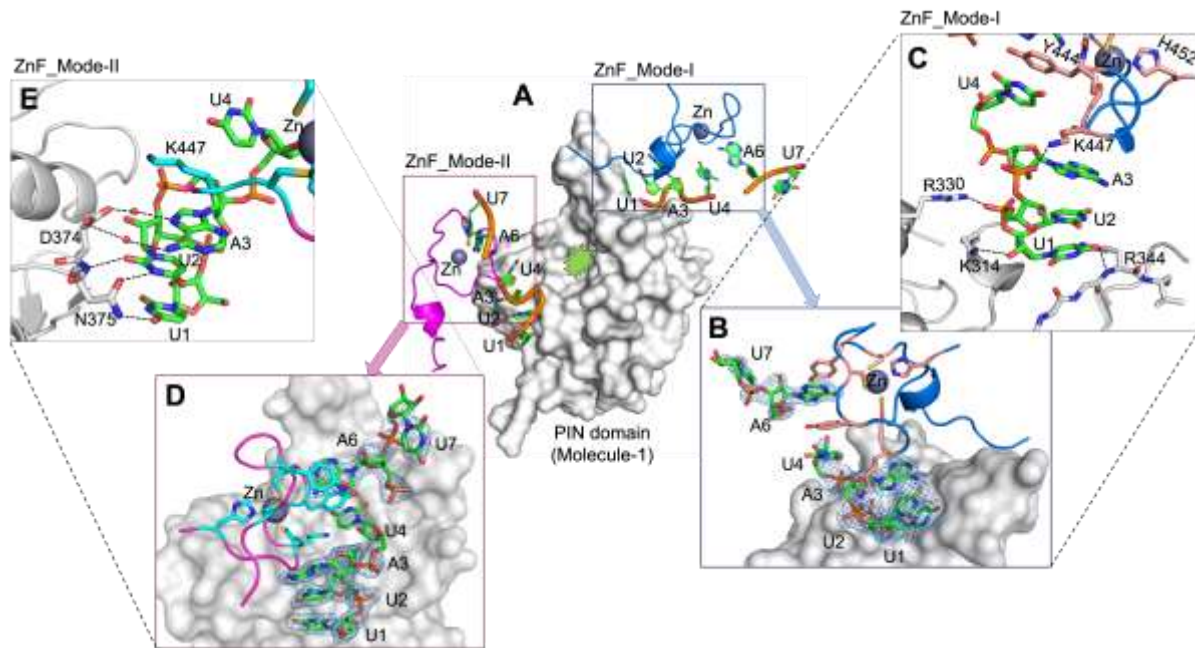 ZnF_Mode-II
E
U4
Zn
K447
D374
A3
U2
N375
U1
A
ZnF_Mode-I
Zn
U2
A6
U7
U1
A3
U4
ZnF_Mode-II
U7
A6
Zn
U4
A3
U2
U1
PIN domain
(Molecule-1)
ZnF_Mode-I
C
Y444
Zn
H452
U4
K447
A3
R330
U2
U1
K314
R344
D
A6
U7
Zn
U4
A3
U2
U1
B
U7
Zn
A6
U4
A3
U2
U1